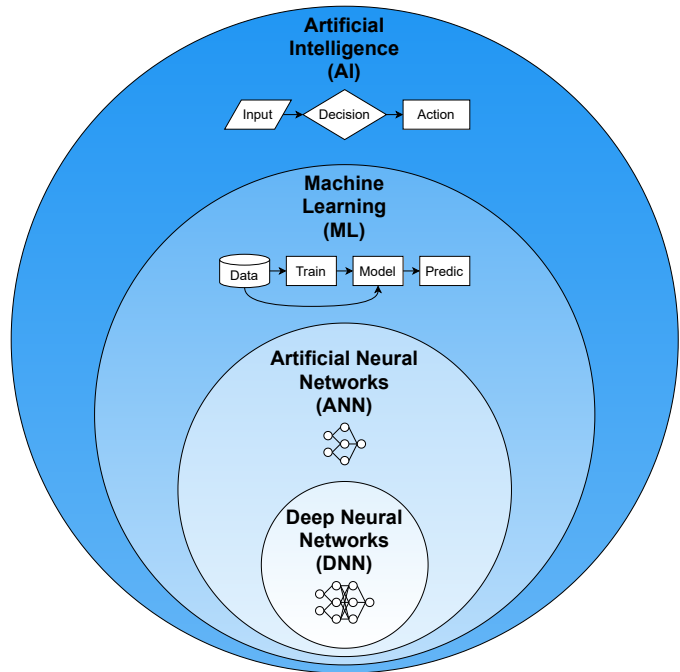 Artificial
Intelligence
(AI)
Input
Decision
Action
Machine
Learning
(ML)
Data
Train
Model
Predic
Artificial Neural
Networks
(ANN)
Deep Neural
Networks
(DNN)